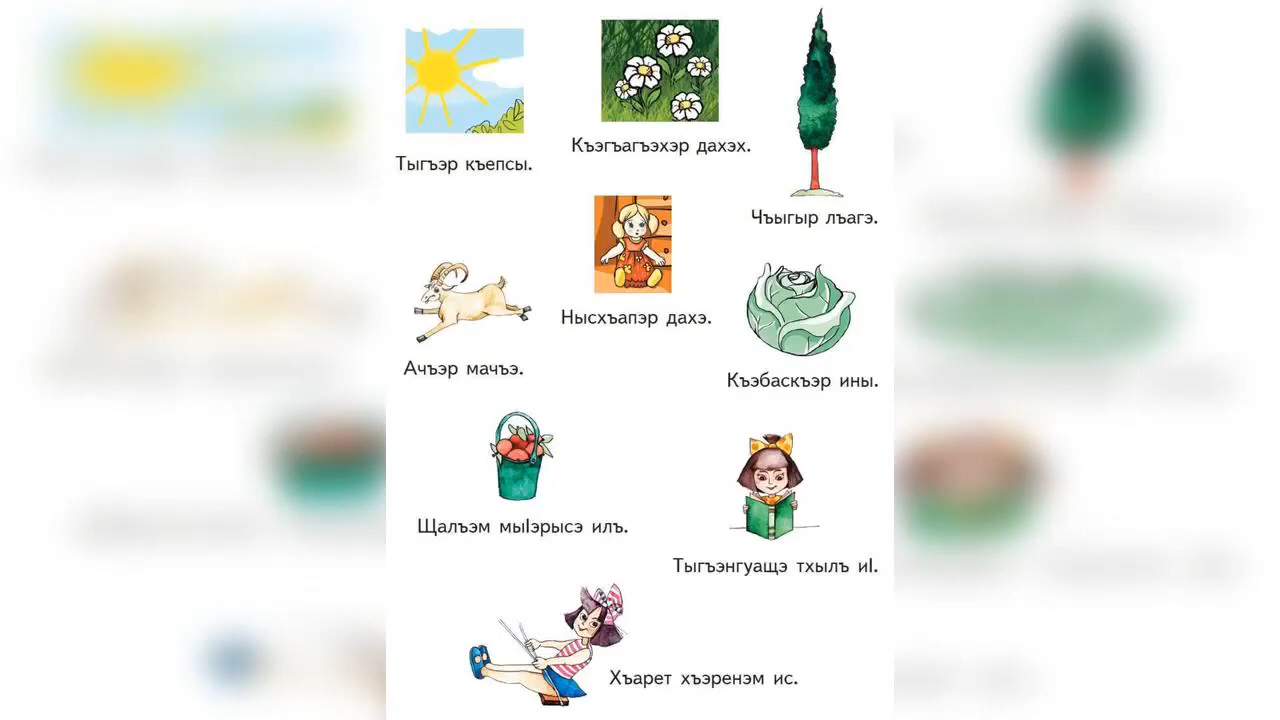 Тыгъэр къепсы.
Къэгъагъэхэр дахэх.
Чъыгыр лъагэ.
Нысхъапэр дахэ.
Ачъэр мачъэ.
Къэбаскъэр ины.
Щалъэм мыӏэрысэ илъ.
Тыгъэнгуащэ тхылъ иӏ.
Хъарет хъэренэм ис.